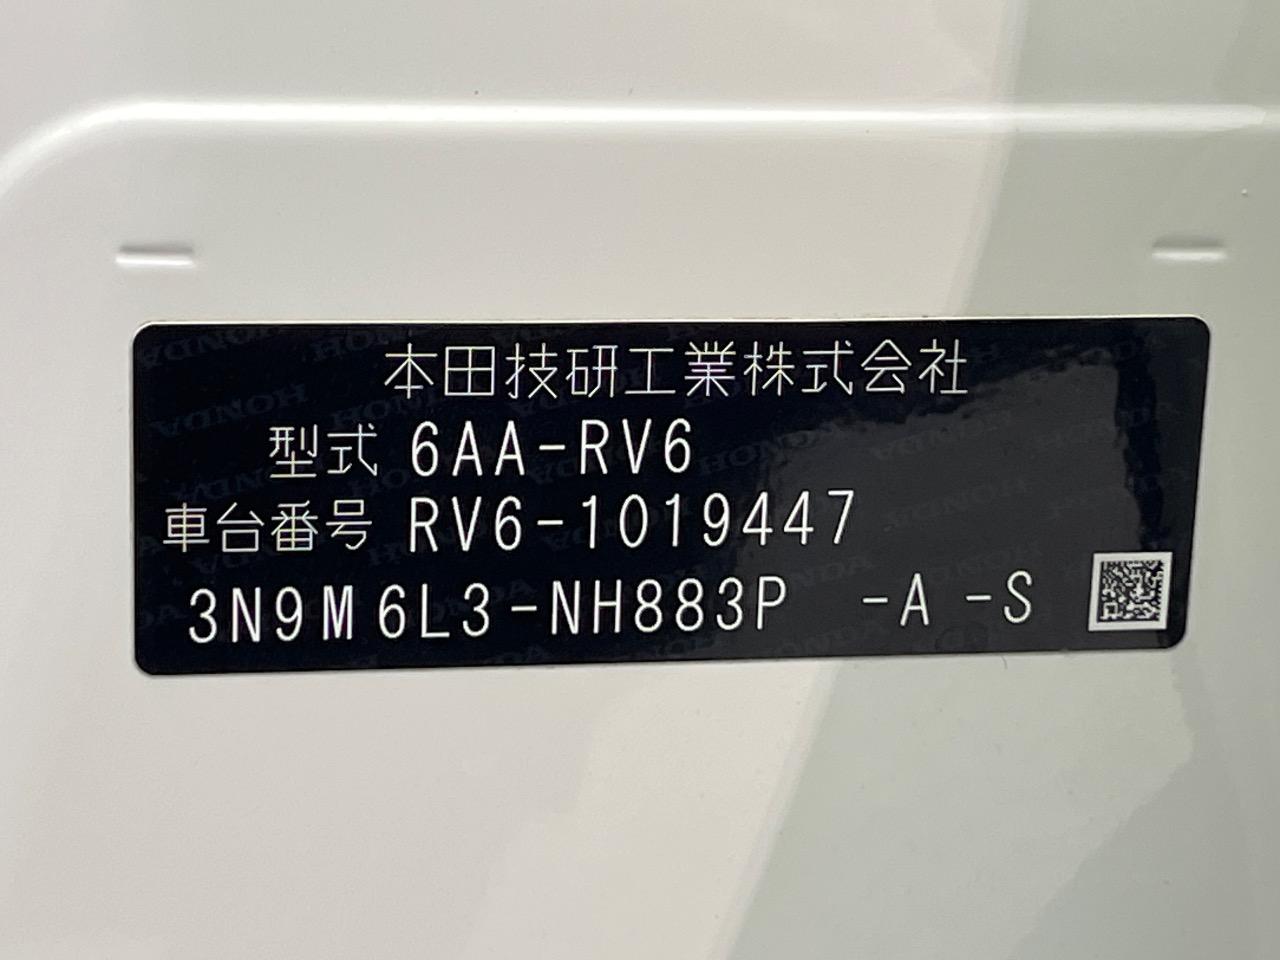 本田技研工業株式会社
型式 6AA-RV6
車台番号 RV6-1019447
3N9M6L3-NH883P -A -S